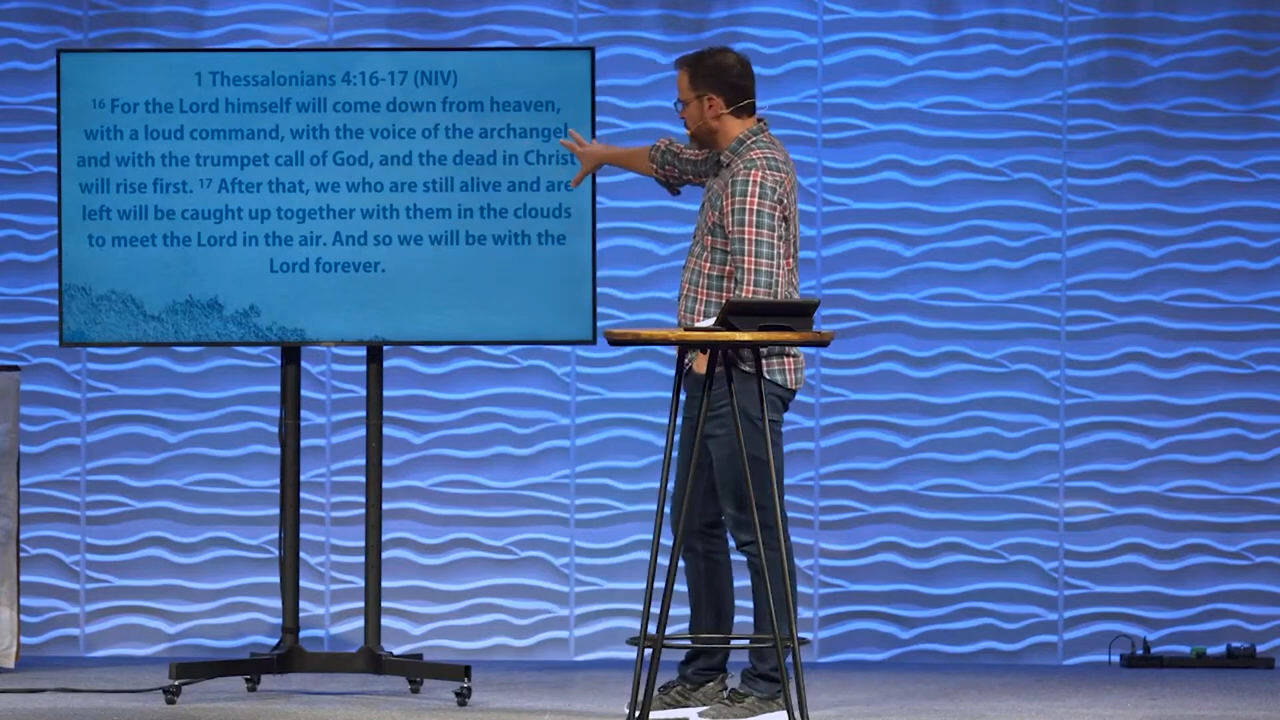 1 Thessalonians 4:16-17 (NIV)
¹⁶ For the Lord himself will come down from heaven,
with a loud command, with the voice of the archangel
and with the trumpet call of God, and the dead in Christ
will rise first. ¹⁷ After that, we who are still alive and are
left will be caught up together with them in the clouds
to meet the Lord in the air. And so we will be with the
Lord forever.